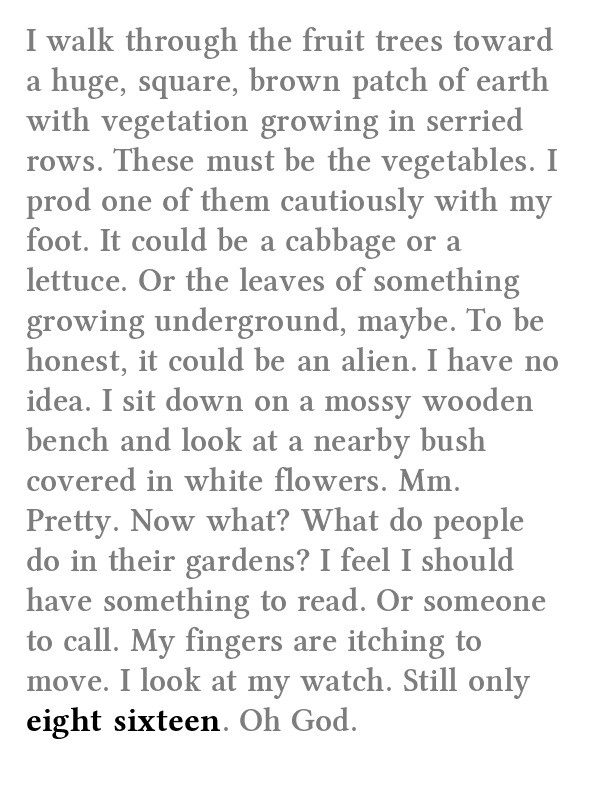 I walk through the fruit trees toward
a huge, square, brown patch of earth
with vegetation growing in serried
rows. These must be the vegetables. I
prod one of them cautiously with my
foot. It could be a cabbage or a
lettuce. Or the leaves of something
growing underground, maybe. To be
honest, it could be an alien. I have no
idea. I sit down on a mossy wooden
bench and look at a nearby bush
covered in white flowers. Mm.
Pretty. Now what? What do people
do in their gardens? I feel I should
have something to read. Or someone
to call. My fingers are itching to
move. I look at my watch. Still only
eight sixteen. Oh God.